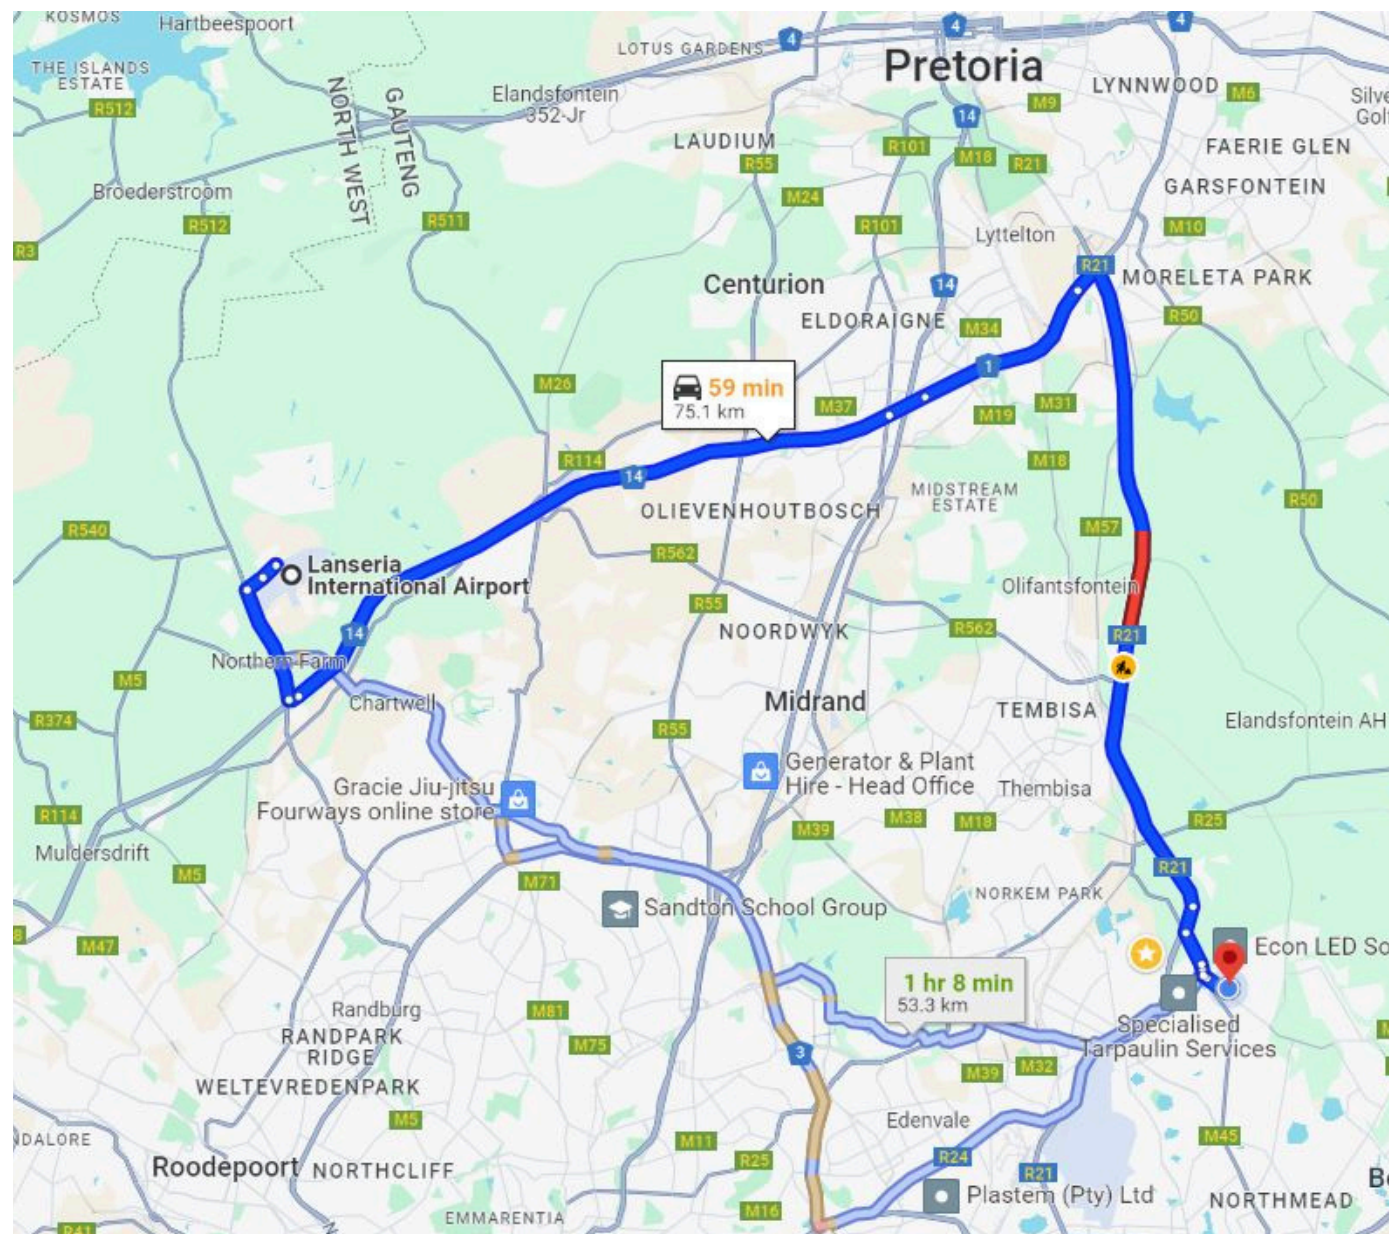 KOSMOS
Hartbeespoort
4
4
4
LOTUS GARDENS
Pretoria
THE ISLANDS
ESTATE
R512
NORTH WEST
GAUTENG
Elandsfontein
352-Jr
LYNNWOOD
M6
M9
14
LAUDIUM
R55
R101
M18
R21
FAERIE GLEN
Broederstroom
M24
GARSFONTEIN
R512
R511
R101
M10
R3
Lyttelton
R21
MORELETA PARK
Centurion
14
R50
ELDORAIGNE
M34
1
59 min
75.1 km
M26
M37
M19
M31
R114
14
M18
MIDSTREAM
ESTATE
R50
OLIEVENHOUTBOSCH
M57
R540
R562
Lanseria
International Airport
Olifantsfontein
R55
14
NOORDWYK
R562
R21
Northern Farm
M5
Chartwell
Midrand
TEMBISA
R374
R55
Elandsfontein AH
Generator & Plant
Hire - Head Office
Thembisa
Gracie Jiu-jitsu
Fourways online store
R114
M39
M38
M18
R25
Muldersdrift
M5
M71
R21
NORKEM PARK
Sandton School Group
8
M47
Econ LED So
1 hr 8 min
53.3 km
Randburg
M81
Specialised
Tarpaulin Services
RANDPARK
RIDGE
M75
3
M39
M32
WELTEVREDENPARK
M5
Edenvale
NDALORE
M11
M45
R25
R24
R21
Roodepoort
NORTHCLIFF
Plastem (Pty) Ltd
NORTHMEAD
EMMARENTIA
M16
R41